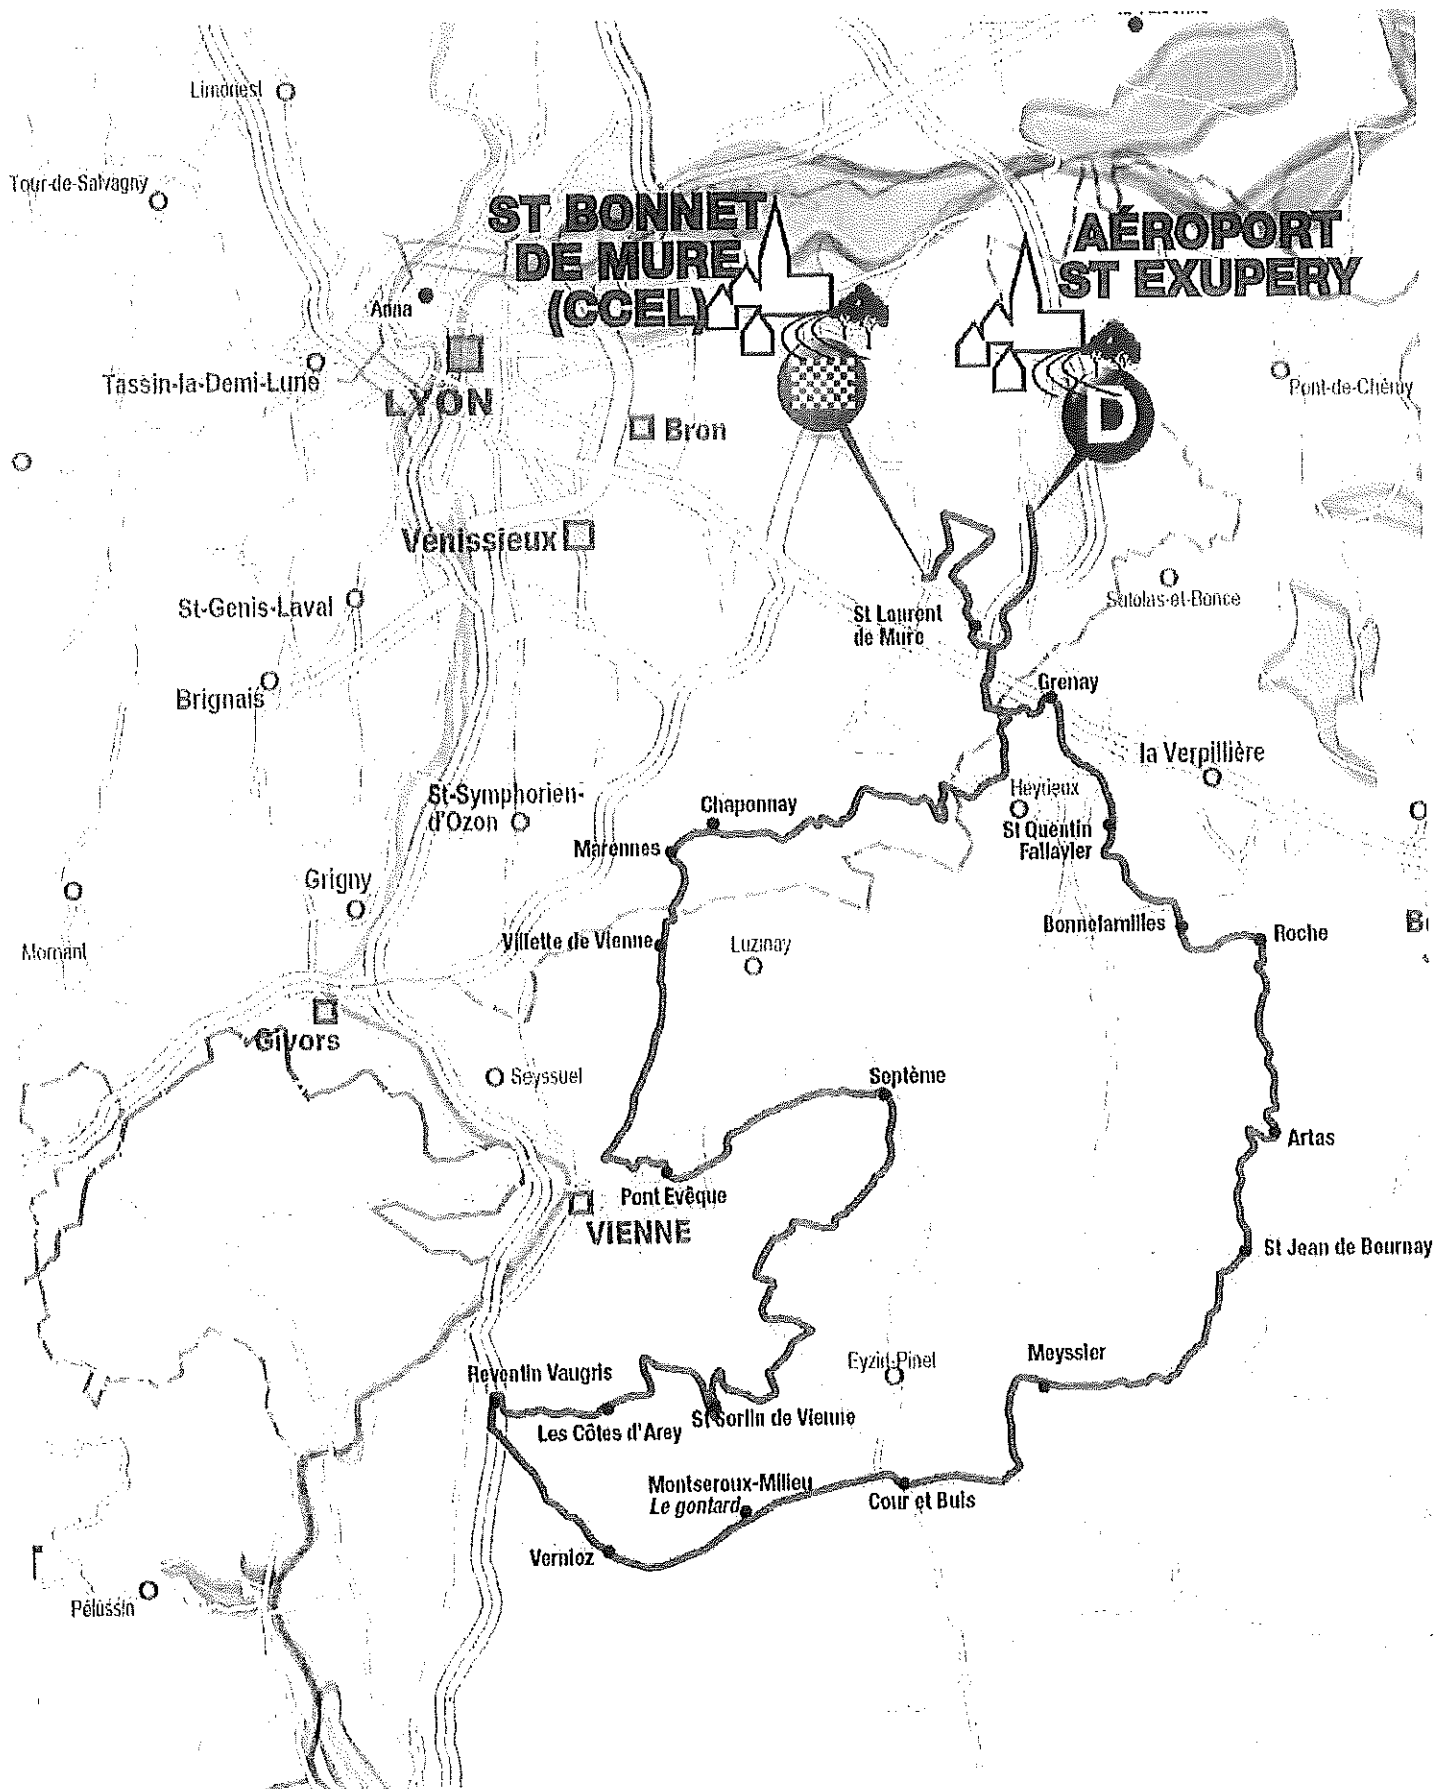 Limonest
Tour-de-Salvagny
ST BONNET
DE MURE
(CCEL)
AÉROPORT
ST EXUPERY
D
Anna
Tassin-la-Demi-Lune
LYON
Bron
Pont-de-Chéruy
Vénissieux
St-Genis-Laval
St Laurent
de Mure
Satolas-et-Bonce
Brignais
Grenay
la Verpillière
St-Symphorien-
d'Ozon
Chaponnay
Heyrieux
St Quentin
Fallavier
Marennes
Grigny
Mornant
Villette de Vienne
Luzinay
Bonnefamilles
Roche
Givors
Seyssuel
Septème
Artas
Pont Evêque
VIENNE
St Jean de Bournay
Reventin Vaugris
Eyzin-Pinet
Meyssier
Les Côtes d'Arey
St Sorlin de Vienne
Montseroux-Milieu
Le gontard
Cour et Buis
Vernioz
Pélussin